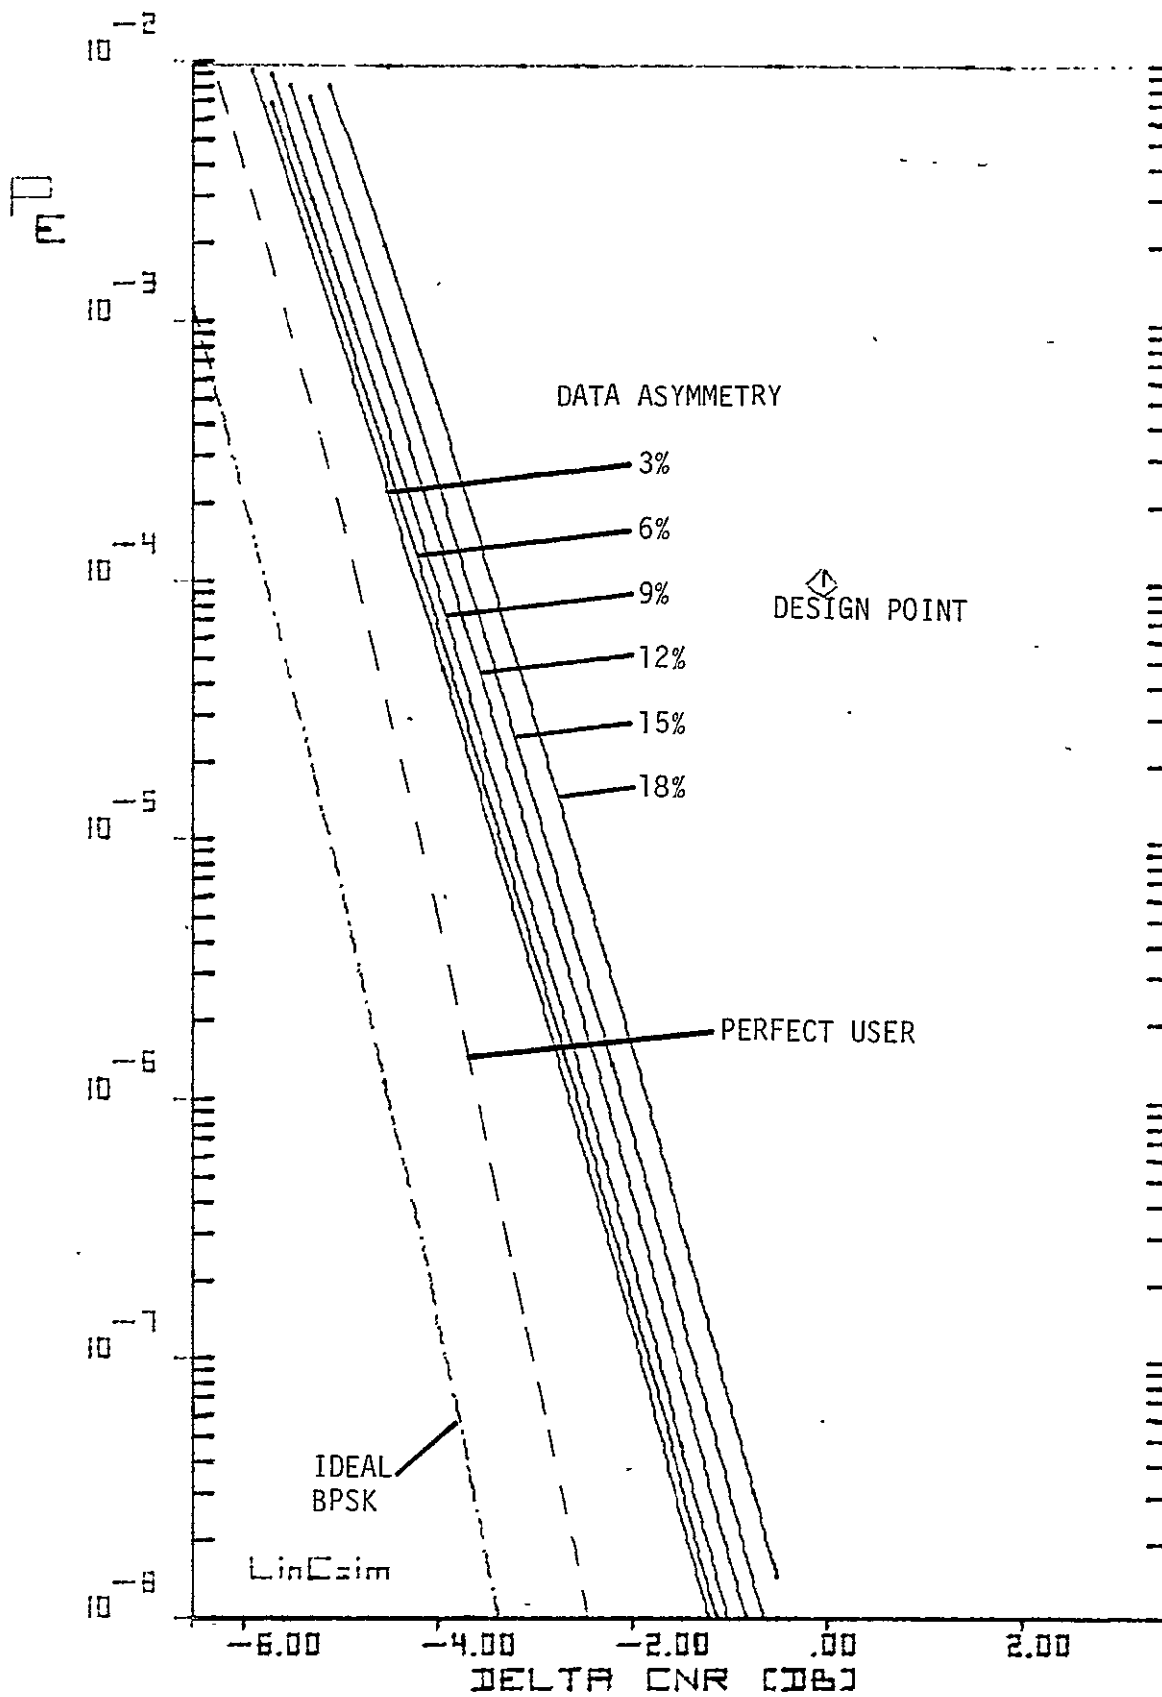 10^-2
P_E
10^-3
DATA ASYMMETRY
3%
6%
10^-4
9%
DESIGN POINT
12%
15%
18%
10^-5
PERFECT USER
10^-6
10^-7
IDEAL
BPSK
LinCsim
10^-8
-6.00 -4.00 -2.00 .00 2.00
DELTA CNR [DB]